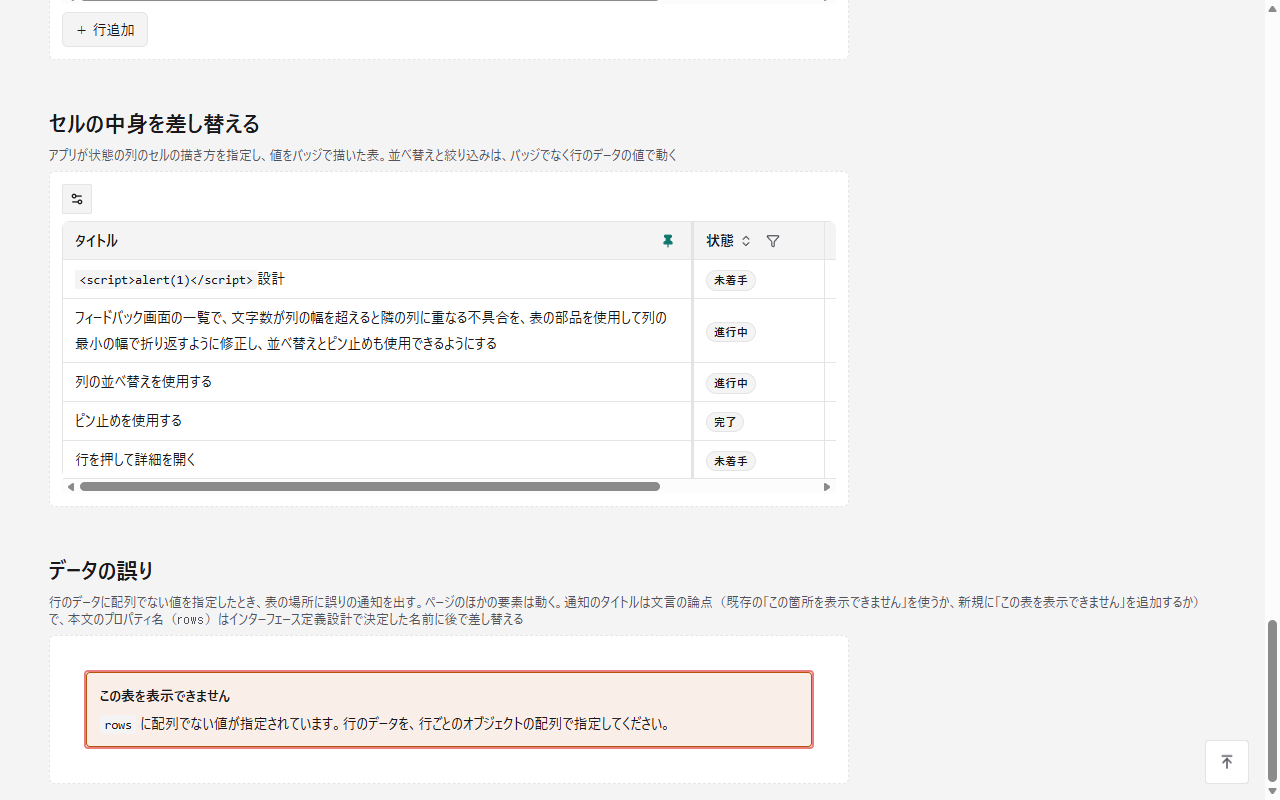 + 行追加
セルの中身を差し替える
アプリが状態の列のセルの描き方を指定し、値をバッジで描いた表。並べ替えと絞り込みは、バッジでなく行のデータの値で動く
タイトル 状態
<script>alert(1)</script> 設計 未着手
フィードバック画面の一覧で、文字数が列の幅を超えると隣の列に重なる不具合を、表の部品を使用して列の
最小の幅で折り返すように修正し、並べ替えとピン止めも使用できるようにする 進行中
列の並べ替えを使用する 進行中
ピン止めを使用する 完了
行を押して詳細を開く 未着手
データの誤り
行のデータに配列でない値を指定したとき、表の場所に誤りの通知を出す。ページのほかの要素は動く。通知のタイトルは文言の論点（既存の「この箇所を表示できません」を使うか、新規に「この表を表示できません」を追加するか）
で、本文のプロパティ名（rows）はインターフェース定義設計で決定した名前に後で差し替える
この表を表示できません
rows に配列でない値が指定されています。行のデータを、行ごとのオブジェクトの配列で指定してください。